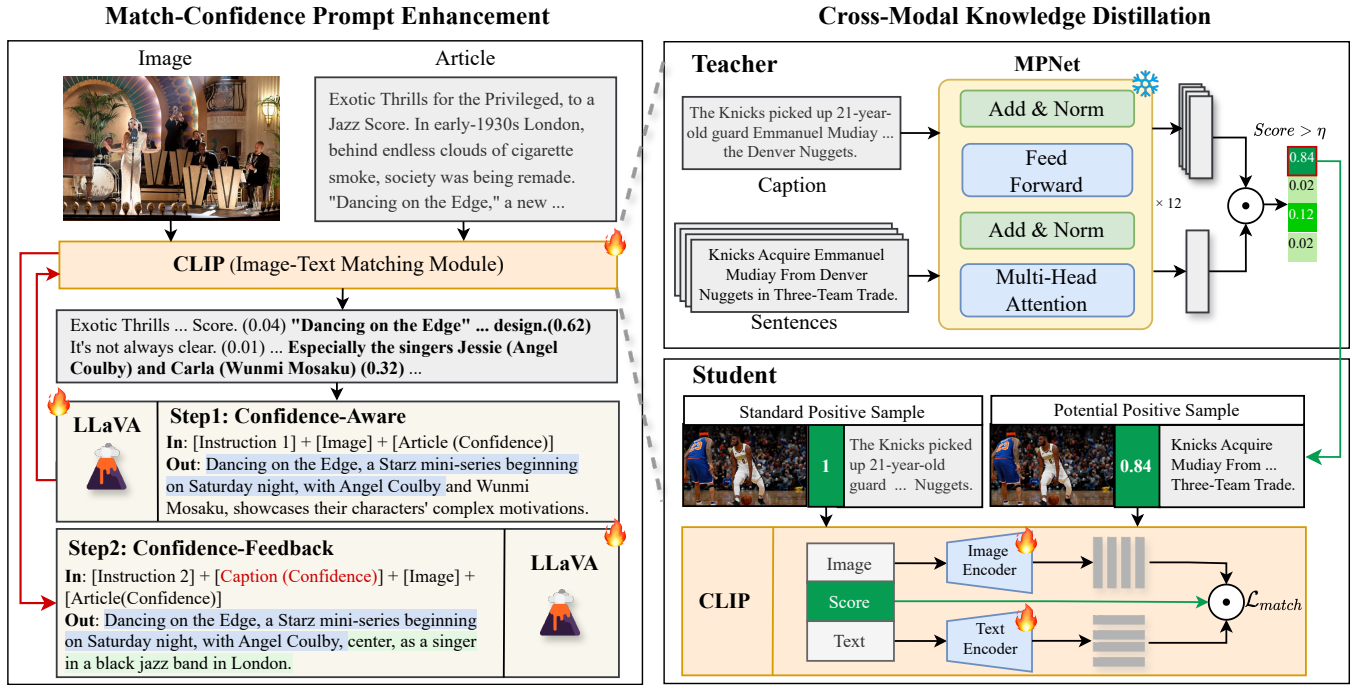 Match-Confidence Prompt Enhancement
Image
Article
Exotic Thrills for the Privileged, to a
Jazz Score. In early-1930s London,
behind endless clouds of cigarette
smoke, society was being remade.
"Dancing on the Edge," a new ...
CLIP (Image-Text Matching Module)
Exotic Thrills ... Score. (0.04) "Dancing on the Edge" ... design.(0.62)
It's not always clear. (0.01) ... Especially the singers Jessie (Angel
Coulby) and Carla (Wunmi Mosaku) (0.32) ...
LLaVA
Step1: Confidence-Aware
In: [Instruction 1] + [Image] + [Article (Confidence)]
Out: Dancing on the Edge, a Starz mini-series beginning
on Saturday night, with Angel Coulby and Wunmi
Mosaku, showcases their characters' complex motivations.
Step2: Confidence-Feedback
In: [Instruction 2] + [Caption (Confidence)] + [Image] +
[Article(Confidence)]
Out: Dancing on the Edge, a Starz mini-series beginning
on Saturday night, with Angel Coulby, center, as a singer
in a black jazz band in London.
LLaVA
Cross-Modal Knowledge Distillation
Teacher
The Knicks picked up 21-year-
old guard Emmanuel Mudiay ...
the Denver Nuggets.
Caption
Knicks Acquire Emmanuel
Mudiay From Denver
Nuggets in Three-Team Trade.
Sentences
MPNet
Add & Norm
Feed
Forward
Add & Norm
Multi-Head
Attention
× 12
Score > η
0.84
0.02
0.12
0.02
Student
Standard Positive Sample
1
The Knicks picked
up 21-year-old
guard ... Nuggets.
Potential Positive Sample
0.84
Knicks Acquire
Mudiay From ...
Three-Team Trade.
CLIP
Image
Score
Text
Image
Encoder
Text
Encoder
ℒmatch